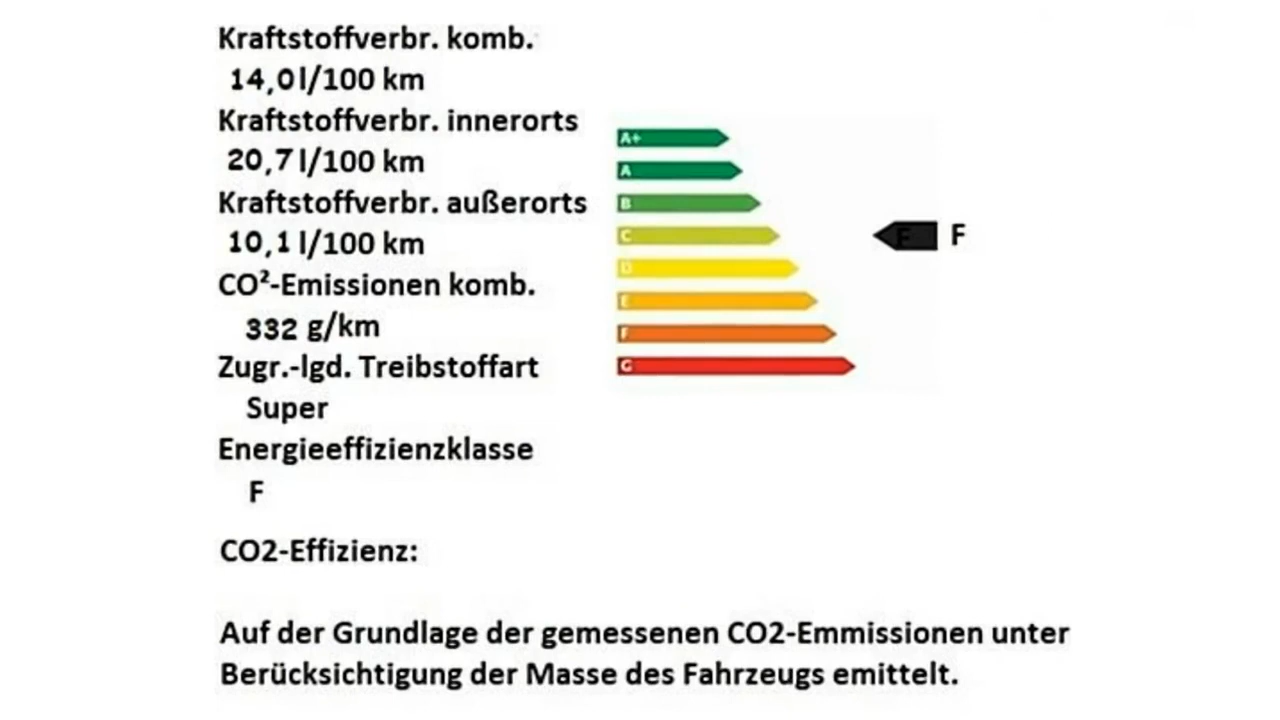 Kraftstoffverbr. komb.
14,0 l/100 km
Kraftstoffverbr. innerorts
20,7 l/100 km
Kraftstoffverbr. außerorts
10,1 l/100 km
CO²-Emissionen komb.
332 g/km
Zugr.-lgd. Treibstoffart
Super
Energieeffizienzklasse
F
A+
A
B
C
D
E
F
G
F F
CO2-Effizienz:
Auf der Grundlage der gemessenen CO2-Emmissionen unter
Berücksichtigung der Masse des Fahrzeugs emittelt.